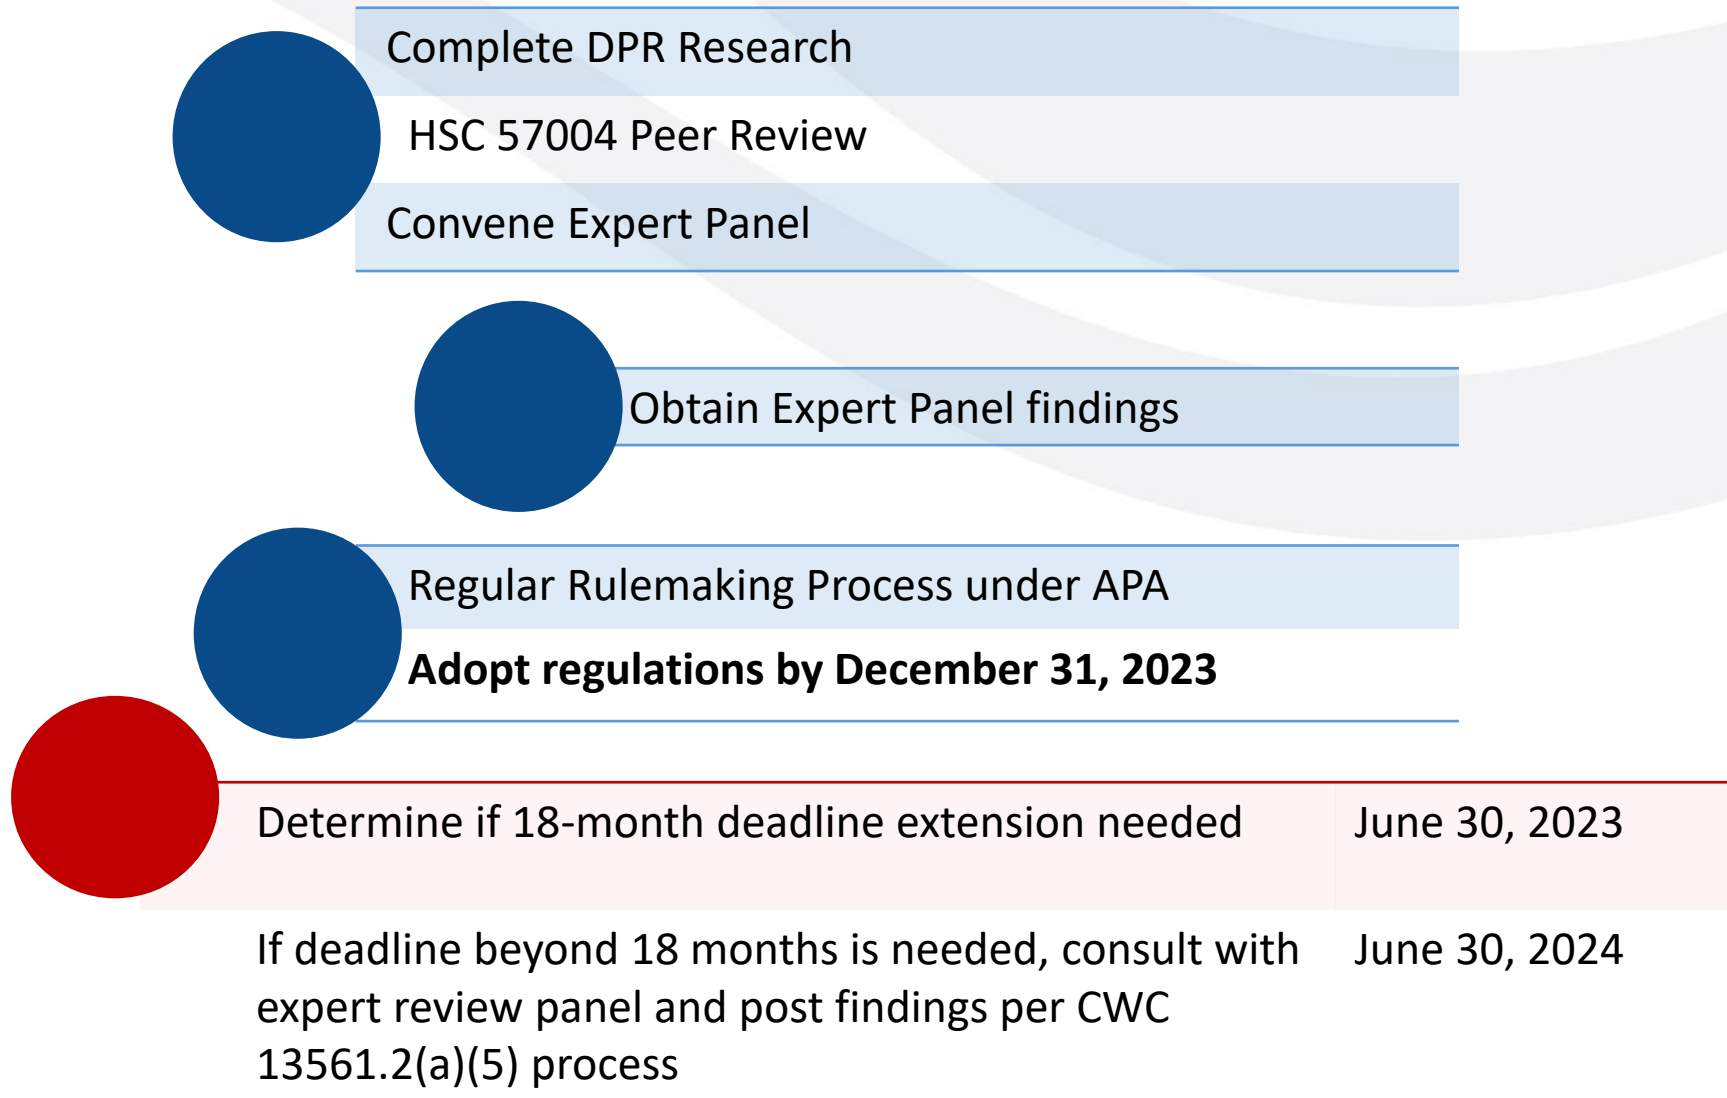 Complete DPR Research
HSC 57004 Peer Review
Convene Expert Panel
Obtain Expert Panel findings
Regular Rulemaking Process under APA
Adopt regulations by December 31, 2023
Determine if 18-month deadline extension needed
June 30, 2023
If deadline beyond 18 months is needed, consult with
expert review panel and post findings per CWC
13561.2(a)(5) process
June 30, 2024